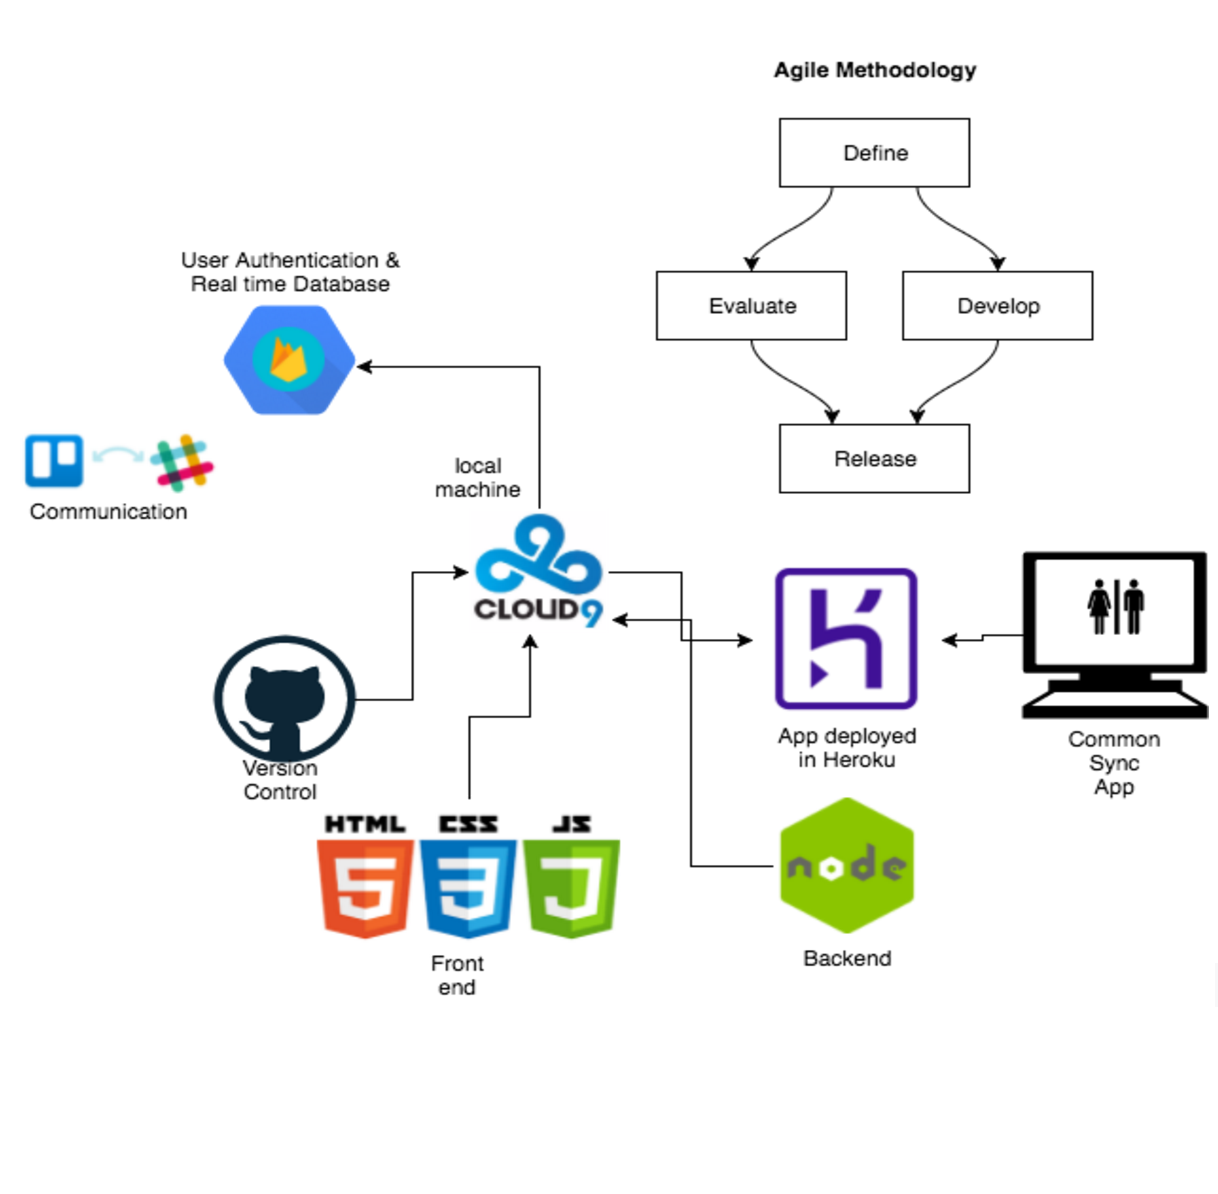 Agile Methodology
Define
Evaluate
Develop
Release
User Authentication &
Real time Database
Communication
local
machine
CLOUD9
Version
Control
HTML CSS JS
5 3 J
Front
end
App deployed
in Heroku
node
Backend
Common
Sync
App